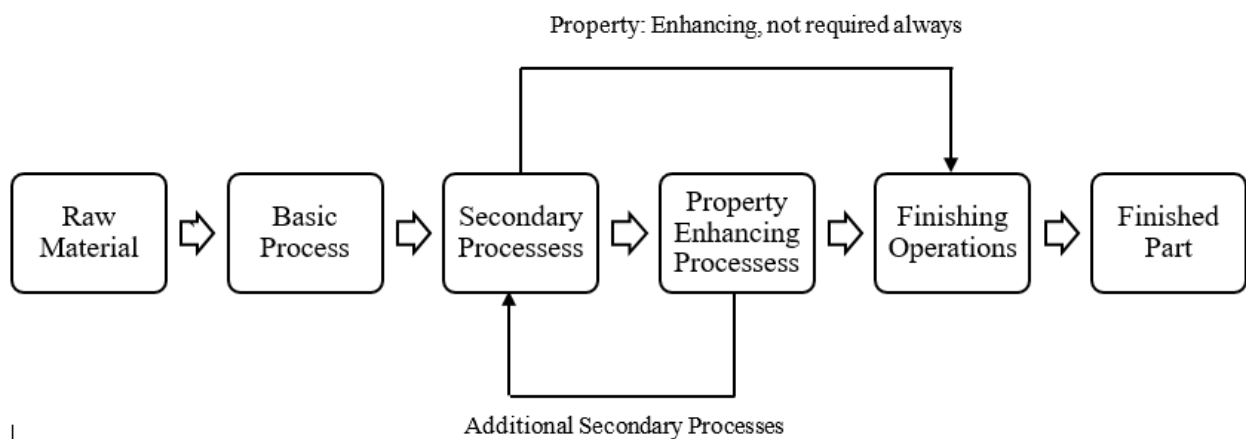 Property: Enhancing, not required always
Raw
Material
Basic
Process
Secondary
Processess
Property
Enhancing
Processess
Finishing
Operations
Finished
Part
Additional Secondary Processes